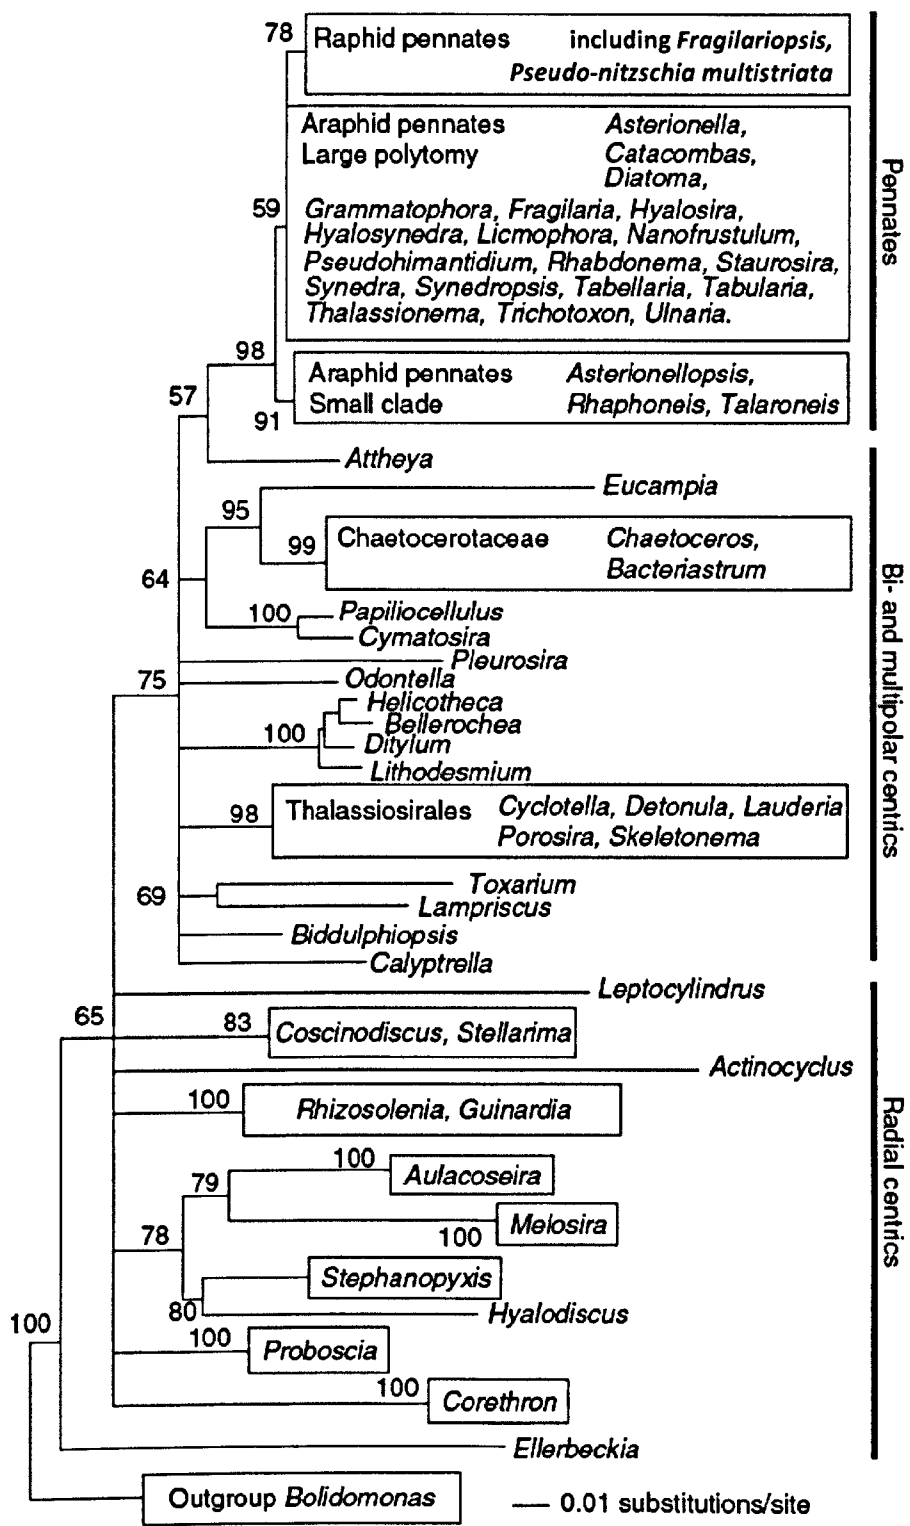 78
Raphid pennates including Fragilariopsis,
Pseudo-nitzschia multistriata
Araphid pennates Asterionella,
Large polytomy Catacombas,
Diatoma,
59
Grammatophora, Fragilaria, Hyalosira,
Hyalosynedra, Licmophora, Nanofrustulum,
Pseudohimantidium, Rhabdonema, Staurosira,
Synedra, Synedropsis, Tabellaria, Tabularia,
Thalassionema, Trichotoxon, Ulnaria.
Pennates
98
Araphid pennates Asterionellopsis,
Small clade Rhaphoneis, Talaroneis
57
91
Attheya
Eucampia
95
99
Chaetocerotaceae Chaetoceros,
Bacteriastrum
64
100
Papiliocellulus
Cymatosira
Pleurosira
75
Odontella
Helicotheca
Bellerochea
100
Ditylum
Lithodesmium
Bi- and multipolar centrics
98
Thalassiosirales Cyclotella, Detonula, Lauderia
Porosira, Skeletonema
69
Toxarium
Lampriscus
Biddulphiopsis
Calyptrella
Leptocylindrus
65
83
Coscinodiscus, Stellarima
Actinocyclus
100
Rhizosolenia, Guinardia
100
Aulacoseira
79
Melosira
100
78
Stephanopyxis
80
Hyalodiscus
Radial centrics
100
100
Proboscia
100
Corethron
Ellerbeckia
Outgroup Bolidomonas
0.01 substitutions/site